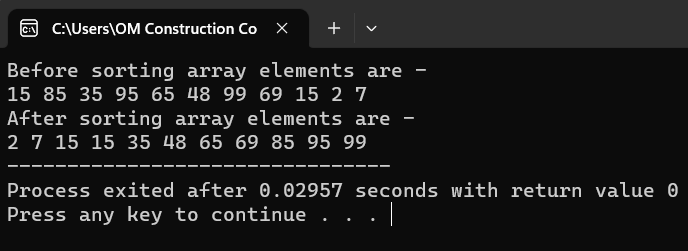 C:\Users\OM Construction Co
Before sorting array elements are -
15 85 35 95 65 48 99 69 15 2 7
After sorting array elements are -
2 7 15 15 35 48 65 69 85 95 99
--------------------------------
Process exited after 0.02957 seconds with return value 0
Press any key to continue . . .